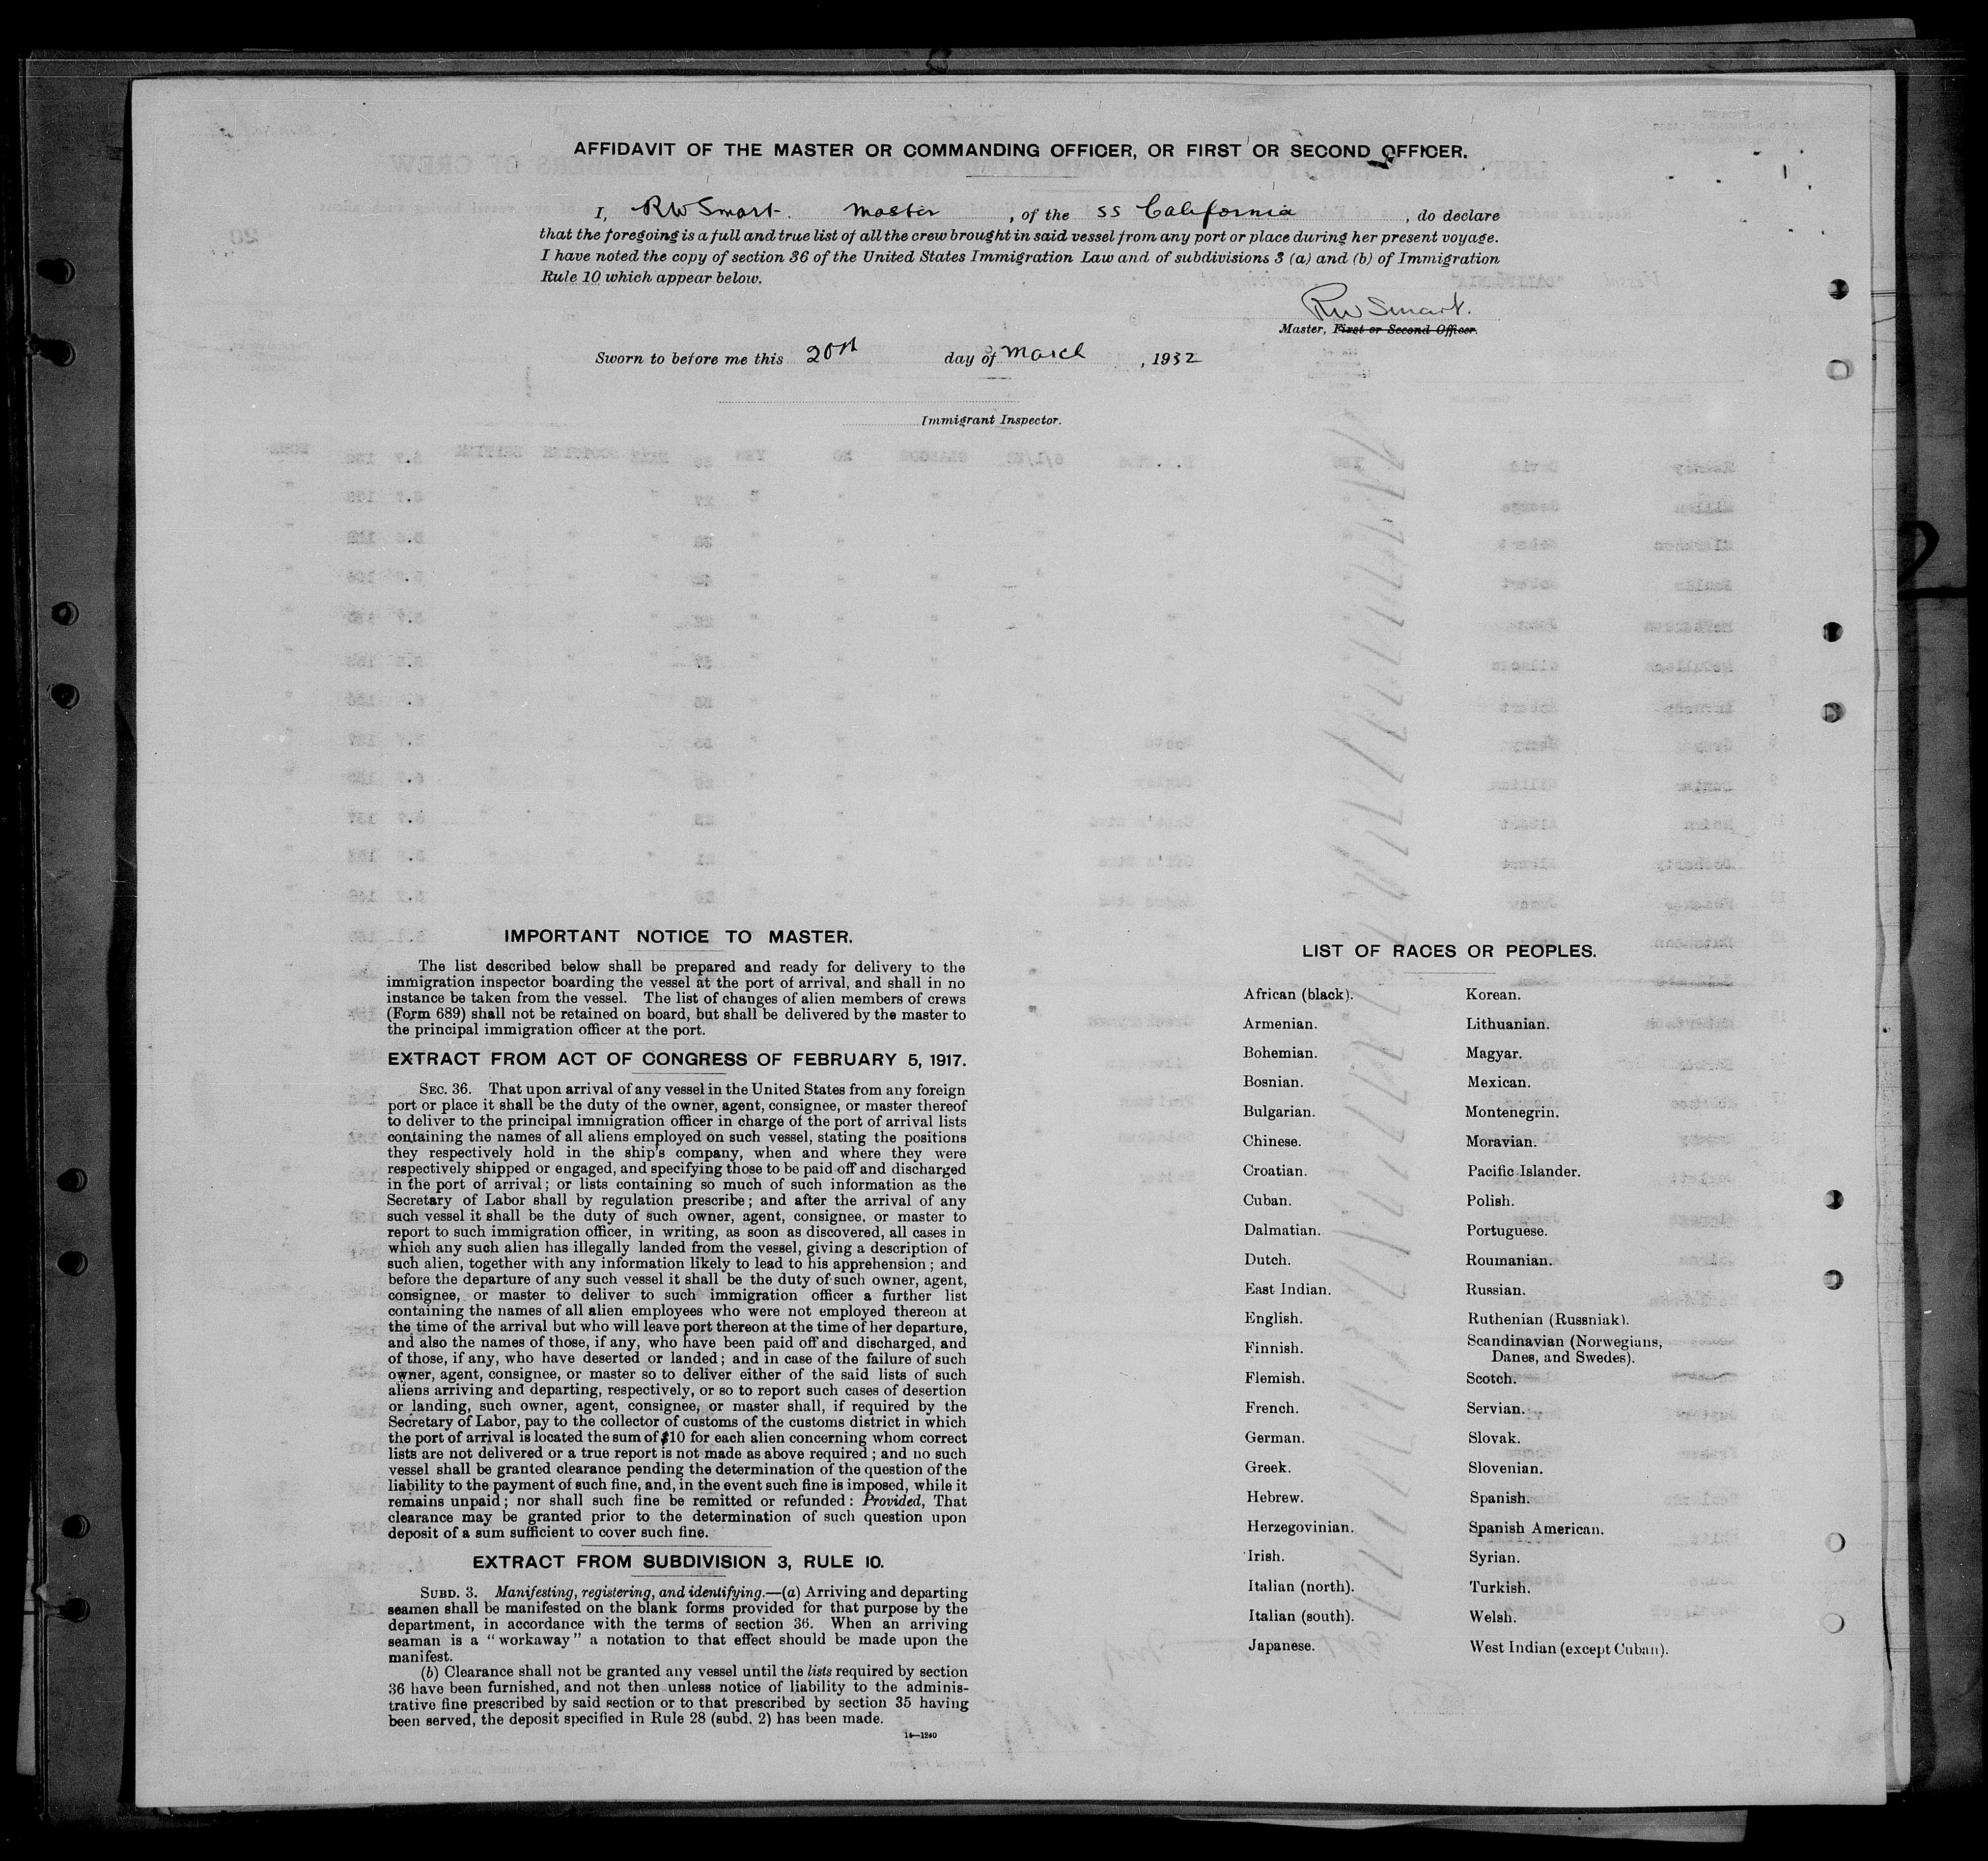 AFFIDAVIT OF THE MASTER OR COMMANDING OFFICER, OR FIRST OR SECOND OFFICER.
I, RW Smart. Master, of the SS California, do declare
that the foregoing is a full and true list of all the crew brought in said vessel from any port or place during her present voyage.
I have noted the copy of section 36 of the United States Immigration Law and of subdivisions 3 (a) and (b) of Immigration
Rule 10 which appear below.
RW Smart.
Master, First or Second Officer.
Sworn to before me this 20th day of March, 1932
Immigrant Inspector.
IMPORTANT NOTICE TO MASTER.
The list described below shall be prepared and ready for delivery to the
immigration inspector boarding the vessel at the port of arrival, and shall in no
instance be taken from the vessel. The list of changes of alien members of crews
(Form 689) shall not be retained on board, but shall be delivered by the master to
the principal immigration officer at the port.
EXTRACT FROM ACT OF CONGRESS OF FEBRUARY 5, 1917.
SEC. 36. That upon arrival of any vessel in the United States from any foreign
port or place it shall be the duty of the owner, agent, consignee, or master thereof
to deliver to the principal immigration officer in charge of the port of arrival lists
containing the names of all aliens employed on such vessel, stating the positions
they respectively hold in the ship's company, when and where they were
respectively shipped or engaged, and specifying those to be paid off and discharged
in the port of arrival; or lists containing so much of such information as the
Secretary of Labor shall by regulation prescribe; and after the arrival of any
such vessel it shall be the duty of such owner, agent, consignee, or master to
report to such immigration officer, in writing, as soon as discovered, all cases in
which any such alien has illegally landed from the vessel, giving a description of
such alien, together with any information likely to lead to his apprehension; and
before the departure of any such vessel it shall be the duty of such owner, agent,
consignee, or master to deliver to such immigration officer a further list
containing the names of all alien employees who were not employed thereon at
the time of the arrival but who will leave port thereon at the time of her departure,
and also the names of those, if any, who have been paid off and discharged, and
of those, if any, who have deserted or landed; and in case of the failure of such
owner, agent, consignee, or master so to deliver either of the said lists of such
aliens arriving and departing, respectively, or so to report such cases of desertion
or landing, such owner, agent, consignee, or master shall, if required by the
Secretary of Labor, pay to the collector of customs of the customs district in which
the port of arrival is located the sum of $10 for each alien concerning whom correct
lists are not delivered or a true report is not made as above required; and no such
vessel shall be granted clearance pending the determination of the question of the
liability to the payment of such fine, and, in the event such fine is imposed, while it
remains unpaid; nor shall such fine be remitted or refunded: Provided, That
clearance may be granted prior to the determination of such question upon
deposit of a sum sufficient to cover such fine.
EXTRACT FROM SUBDIVISION 3, RULE 10.
SUBD. 3. Manifesting, registering, and identifying.—(a) Arriving and departing
seamen shall be manifested on the blank forms provided for that purpose by the
department, in accordance with the terms of section 36. When an arriving
seaman is a "workaway" a notation to that effect should be made upon the
manifest.
(b) Clearance shall not be granted any vessel until the lists required by section
36 have been furnished, and not then unless notice of liability to the adminis-
trative fine prescribed by said section or to that prescribed by section 35 having
been served, the deposit specified in Rule 28 (subd. 2) has been made.
14—1240
LIST OF RACES OR PEOPLES.
African (black).
Armenian.
Bohemian.
Bosnian.
Bulgarian.
Chinese.
Croatian.
Cuban.
Dalmatian.
Dutch.
East Indian.
English.
Finnish.
Flemish.
French.
German.
Greek.
Hebrew.
Herzegovinian.
Irish.
Italian (north).
Italian (south).
Japanese.
Korean.
Lithuanian.
Magyar.
Mexican.
Montenegrin.
Moravian.
Pacific Islander.
Polish.
Portuguese.
Roumanian.
Russian.
Ruthenian (Russniak).
Scandinavian (Norwegians,
Danes, and Swedes).
Scotch.
Servian.
Slovak.
Slovenian.
Spanish.
Spanish American.
Syrian.
Turkish.
Welsh.
West Indian (except Cuban).